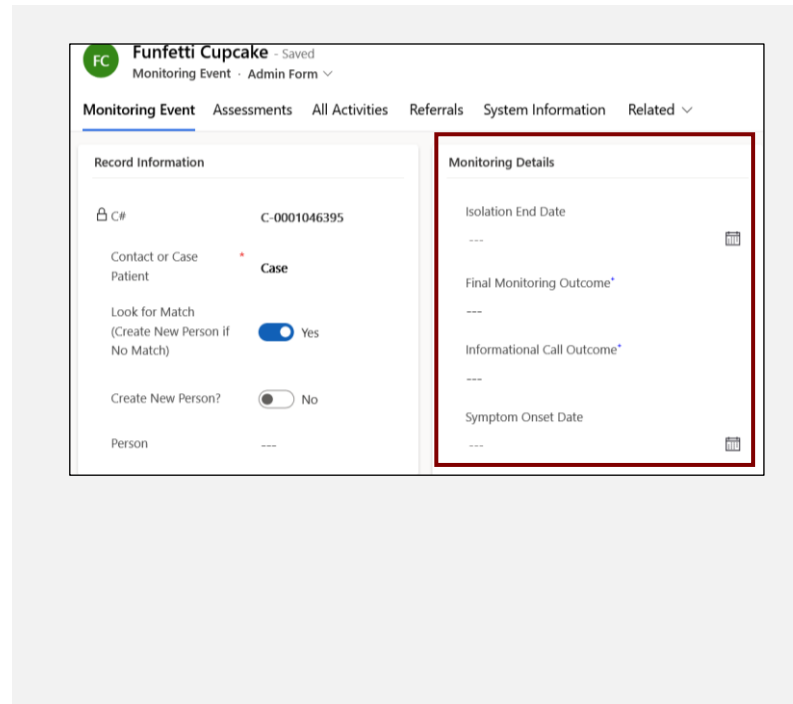 FC
Funfetti Cupcake - Saved
Monitoring Event · Admin Form
Monitoring Event Assessments All Activities Referrals System Information Related
Record Information
C# C-0001046395
Contact or Case
Patient
* Case
Look for Match
(Create New Person if
No Match)
Yes
Create New Person? No
Person ---
Monitoring Details
Isolation End Date
---
Final Monitoring Outcome*
---
Informational Call Outcome*
---
Symptom Onset Date
---